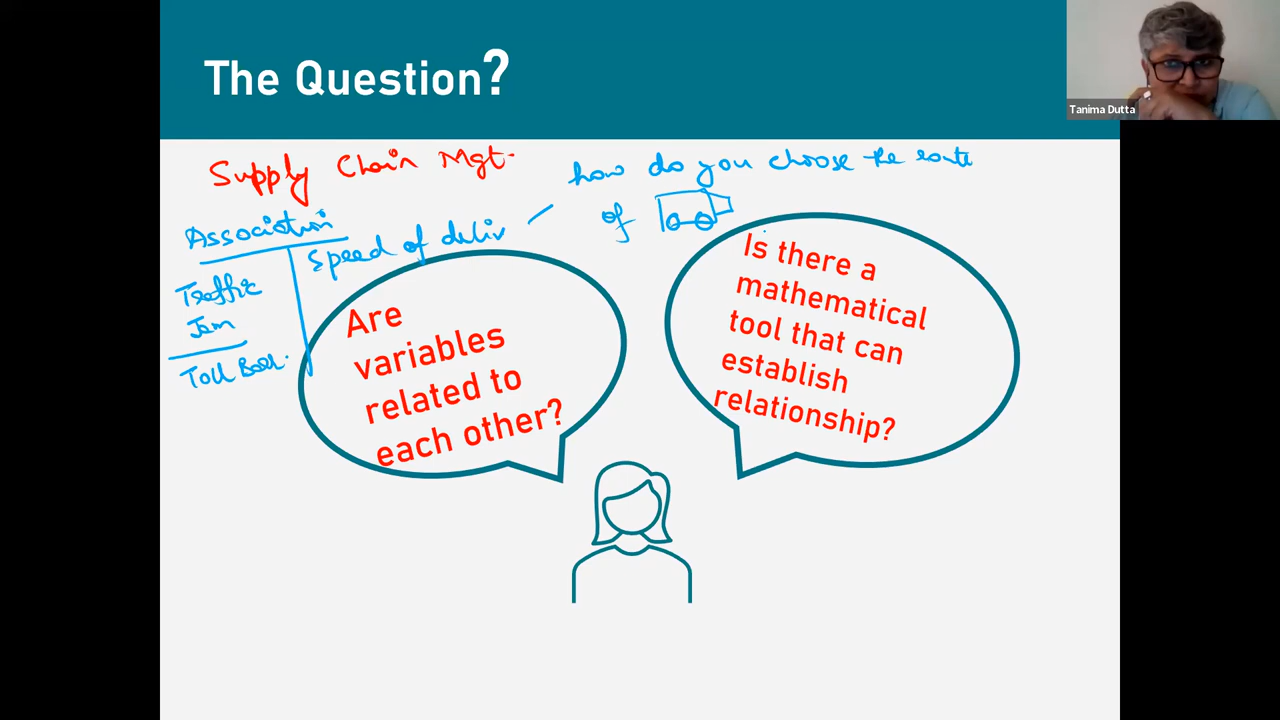 The Question?
Tanima Dutta
Supply Chain Mgt.
how do you choose the route
of
Association
Speed of deliv
Traffic
Jam
Toll
Are
variables
related to
each other?
Is there a
mathematical
tool that can
establish
relationship?